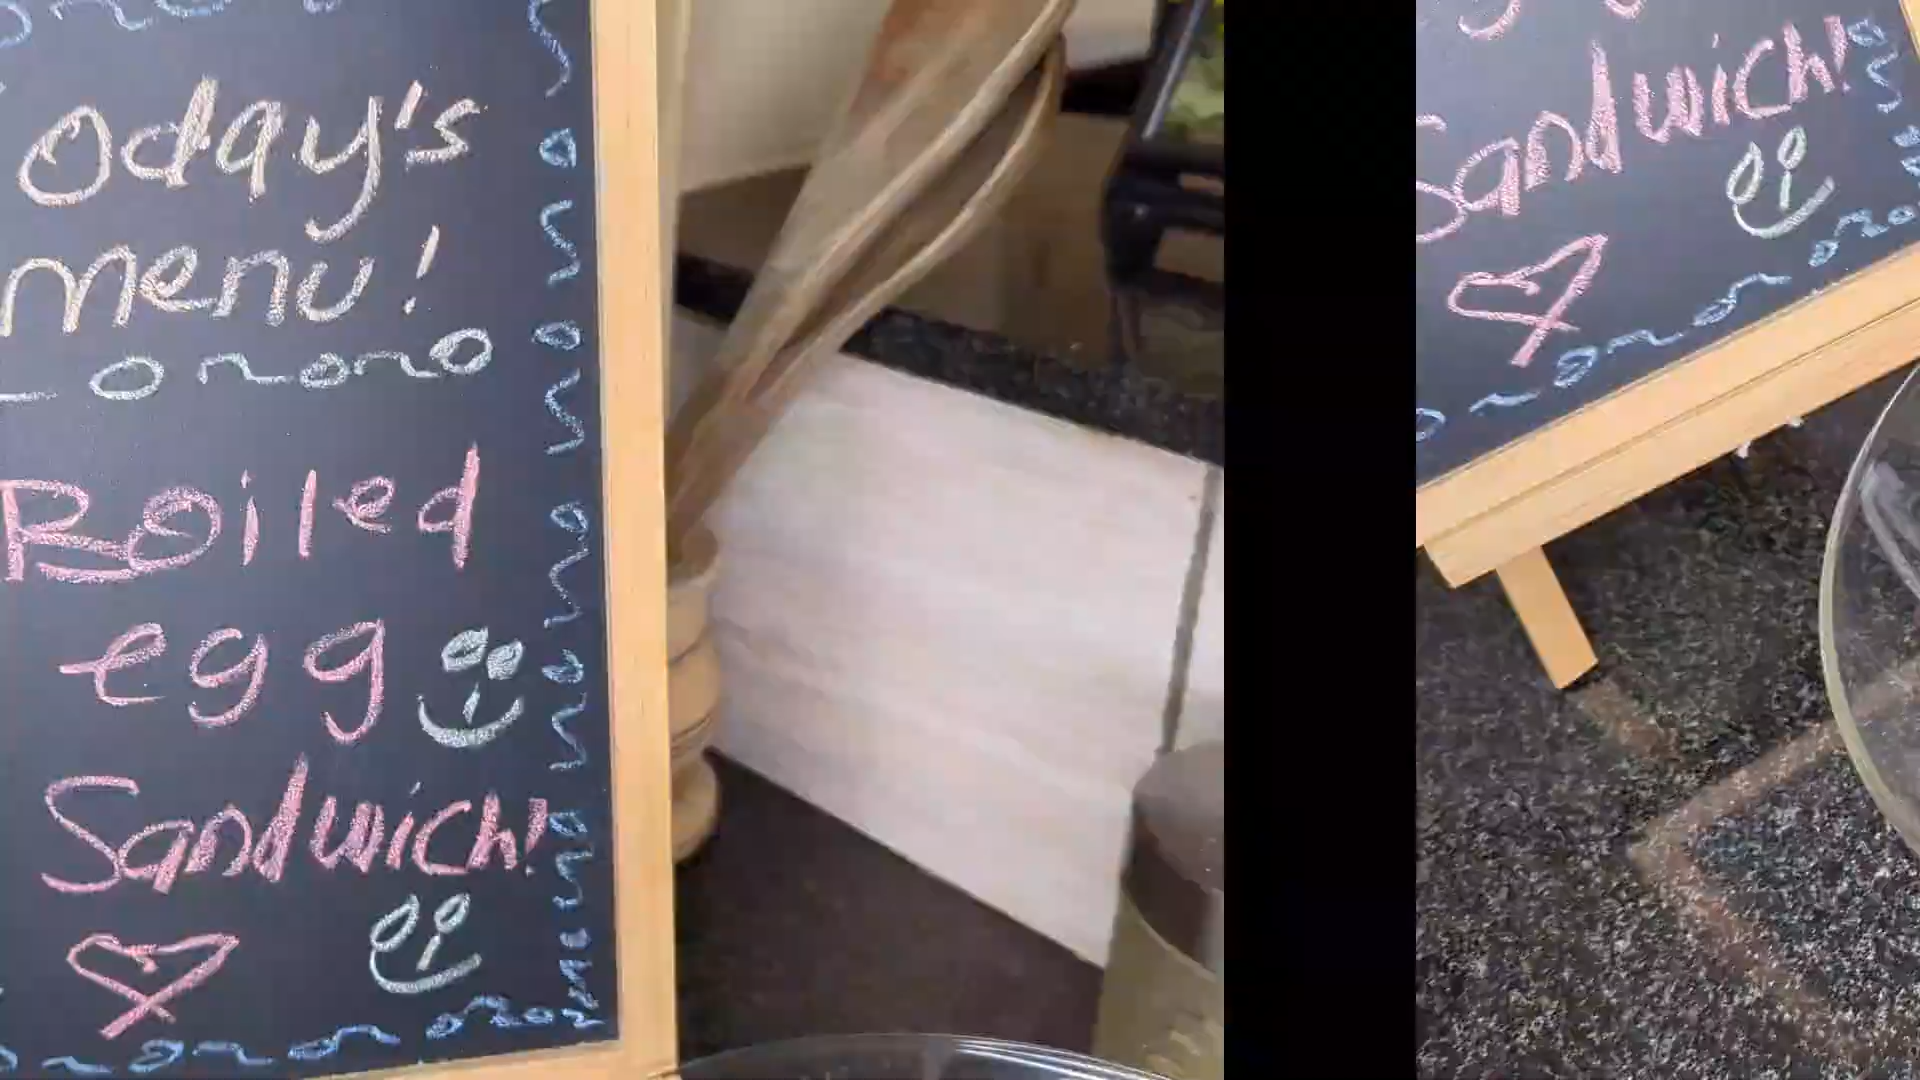 oday's
menu!
Boiled
egg
Sandwich!
Sandwich!